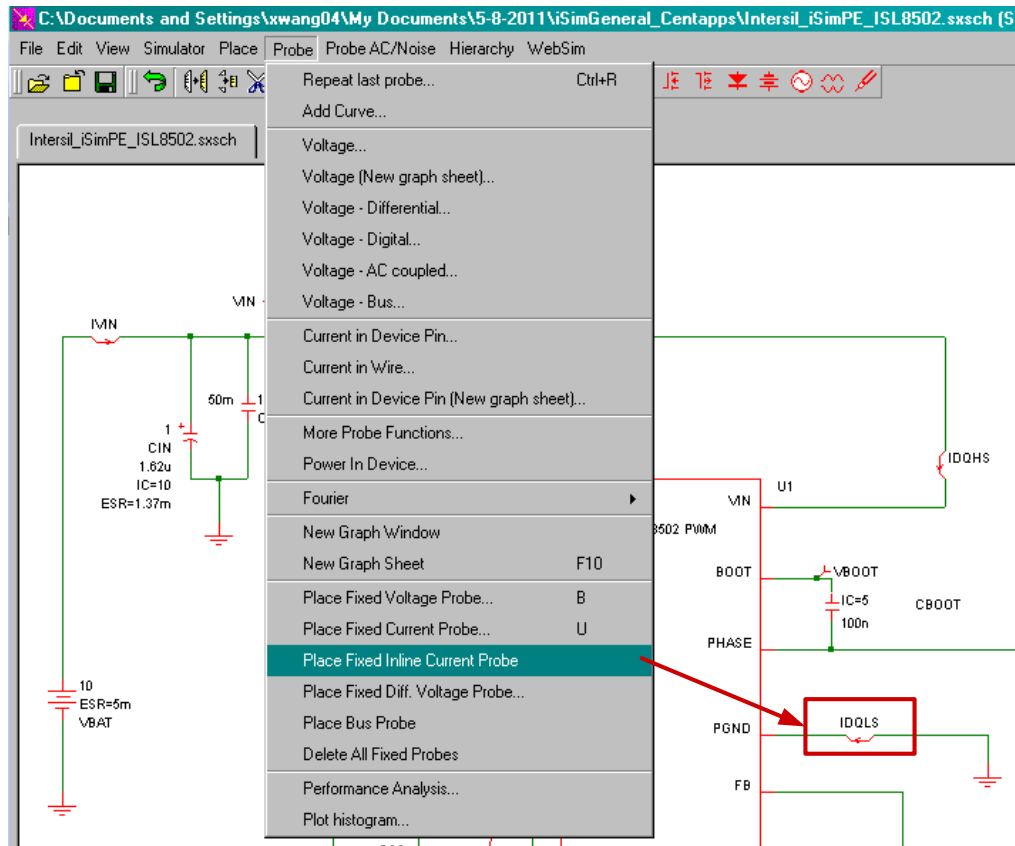 C:\Documents and Settings\xwang04\My Documents\5-8-2011\iSimGeneral_Centapps\Intersil_iSimPE_ISL8502.sxsch (S
File Edit View Simulator Place Probe Probe AC/Noise Hierarchy WebSim
Intersil_iSimPE_ISL8502.sxsch
Repeat last probe... Ctrl+R
Add Curve...
Voltage...
Voltage (New graph sheet)...
Voltage - Differential...
Voltage - Digital...
Voltage - AC coupled...
Voltage - Bus...
Current in Device Pin...
Current in Wire...
Current in Device Pin (New graph sheet)...
More Probe Functions...
Power In Device...
Fourier
New Graph Window
New Graph Sheet F10
Place Fixed Voltage Probe... B
Place Fixed Current Probe... U
Place Fixed Inline Current Probe
Place Fixed Diff. Voltage Probe...
Place Bus Probe
Delete All Fixed Probes
Performance Analysis...
Plot histogram...
VIN
IVIN
50m 1
1
CIN
1.62u
IC=10
ESR=1.37m
10
ESR=5m
VBAT
IDQHS
U1
VIN
8502 PWM
BOOT
VBOOT
IC=5
100n
CBOOT
PHASE
PGND
IDQLS
FB